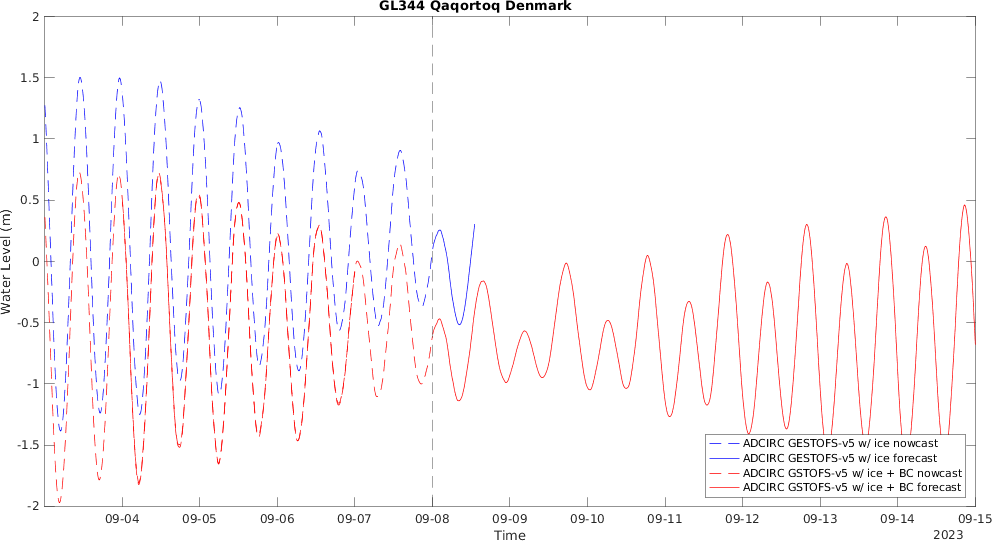 GL344 Qaqortoq Denmark
2
1.5
1
0.5
0
-0.5
-1
-1.5
-2
Water Level (m)
ADCIRC GESTOFS-v5 w/ ice nowcast
ADCIRC GESTOFS-v5 w/ ice forecast
ADCIRC GSTOFS-v5 w/ ice + BC nowcast
ADCIRC GSTOFS-v5 w/ ice + BC forecast
09-04 09-05 09-06 09-07 09-08 09-09 09-10 09-11 09-12 09-13 09-14 09-15
Time
2023